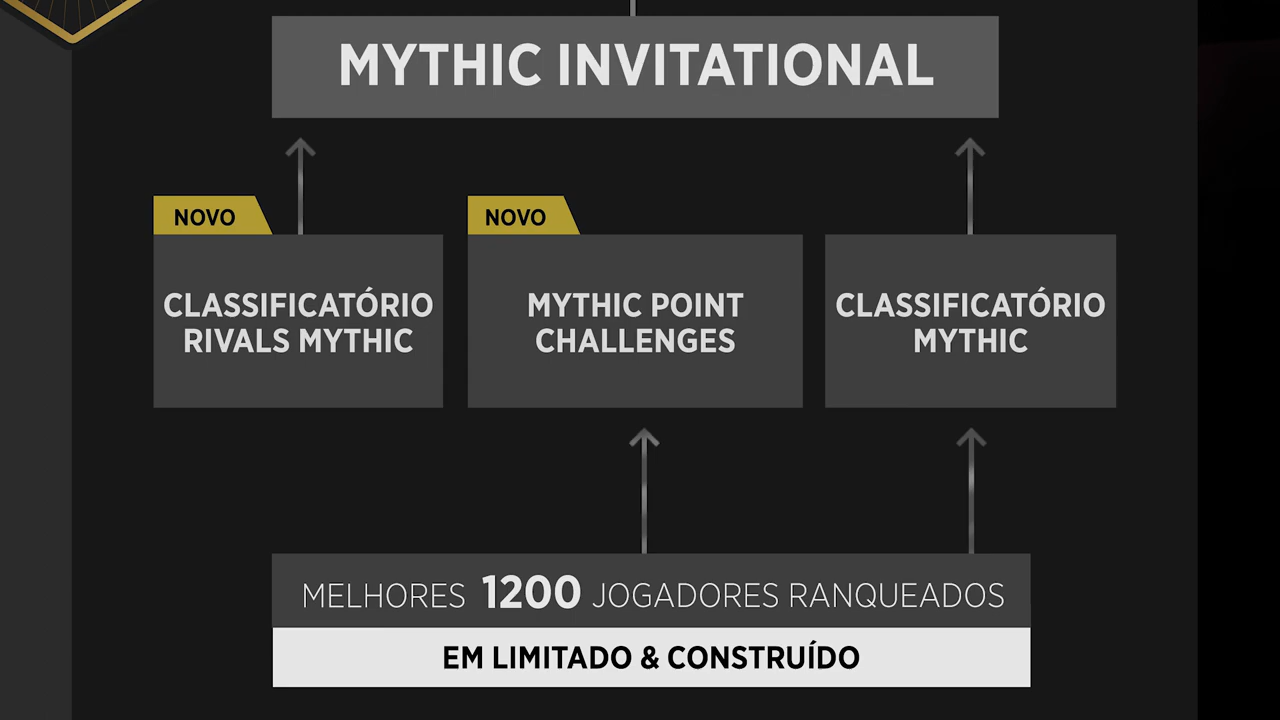 MYTHIC INVITATIONAL
NOVO
NOVO
CLASSIFICATÓRIO
RIVALS MYTHIC
MYTHIC POINT
CHALLENGES
CLASSIFICATÓRIO
MYTHIC
MELHORES 1200 JOGADORES RANQUEADOS
EM LIMITADO & CONSTRUÍDO